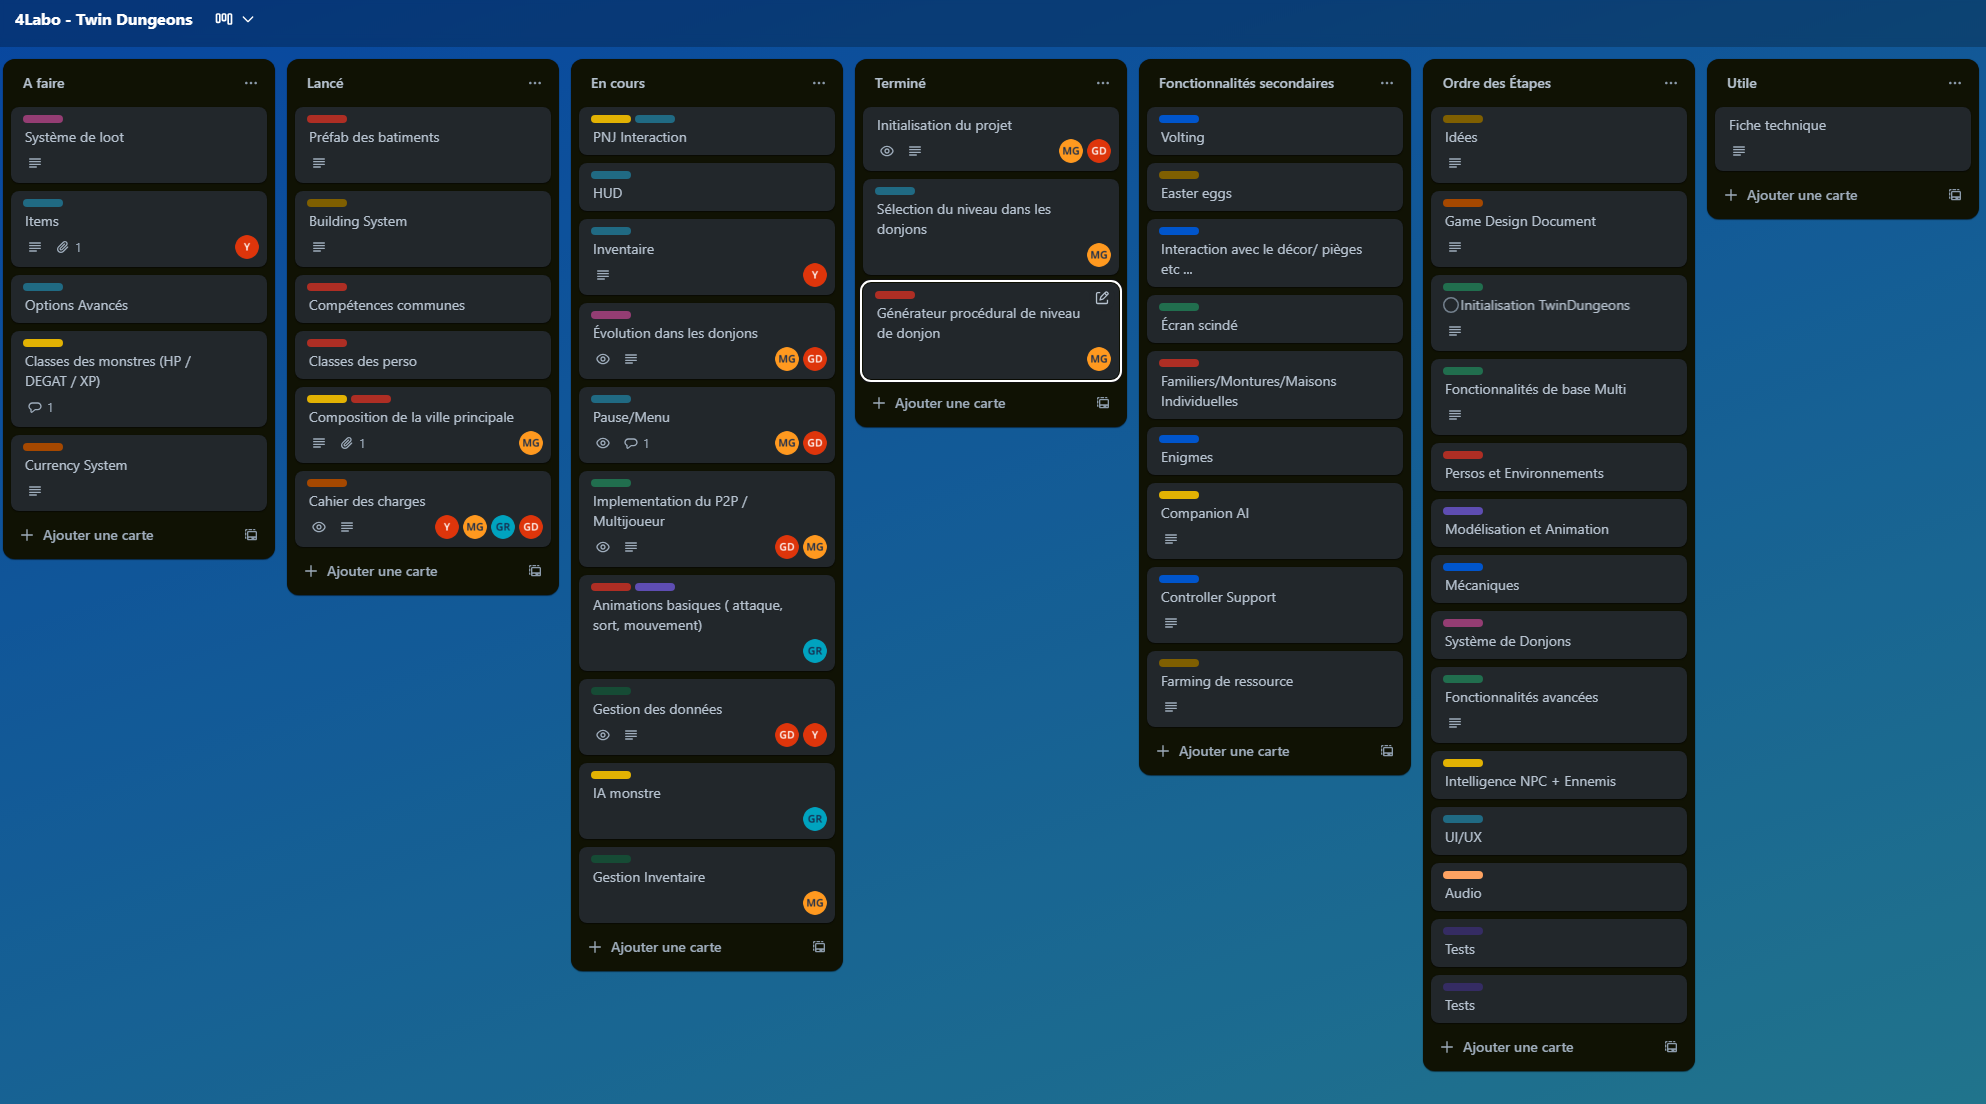 4Labo - Twin Dungeons
A faire
Système de loot
Items
1
Y
Options Avancés
Classes des monstres (HP /
DEGAT / XP)
1
Currency System
Ajouter une carte
Lancé
Préfab des batiments
Building System
Compétences communes
Classes des perso
Composition de la ville principale
1
MG
Cahier des charges
Y MG GR GD
Ajouter une carte
En cours
PNJ Interaction
HUD
Inventaire
Y
Évolution dans les donjons
MG GD
Pause/Menu
1
MG GD
Implementation du P2P /
Multijoueur
GD MG
Animations basiques ( attaque,
sort, mouvement)
GR
Gestion des données
GD Y
IA monstre
GR
Gestion Inventaire
MG
Ajouter une carte
Terminé
Initialisation du projet
MG GD
Sélection du niveau dans les
donjons
MG
Générateur procédural de niveau
de donjon
MG
Ajouter une carte
Fonctionnalités secondaires
Volting
Easter eggs
Interaction avec le décor/ pièges
etc ...
Écran scindé
Familiers/Montures/Maisons
Individuelles
Enigmes
Companion AI
Controller Support
Farming de ressource
Ajouter une carte
Ordre des Étapes
Idées
Game Design Document
Initialisation TwinDungeons
Fonctionnalités de base Multi
Persos et Environnements
Modélisation et Animation
Mécaniques
Système de Donjons
Fonctionnalités avancées
Intelligence NPC + Ennemis
UI/UX
Audio
Tests
Tests
Ajouter une carte
Utile
Fiche technique
Ajouter une carte